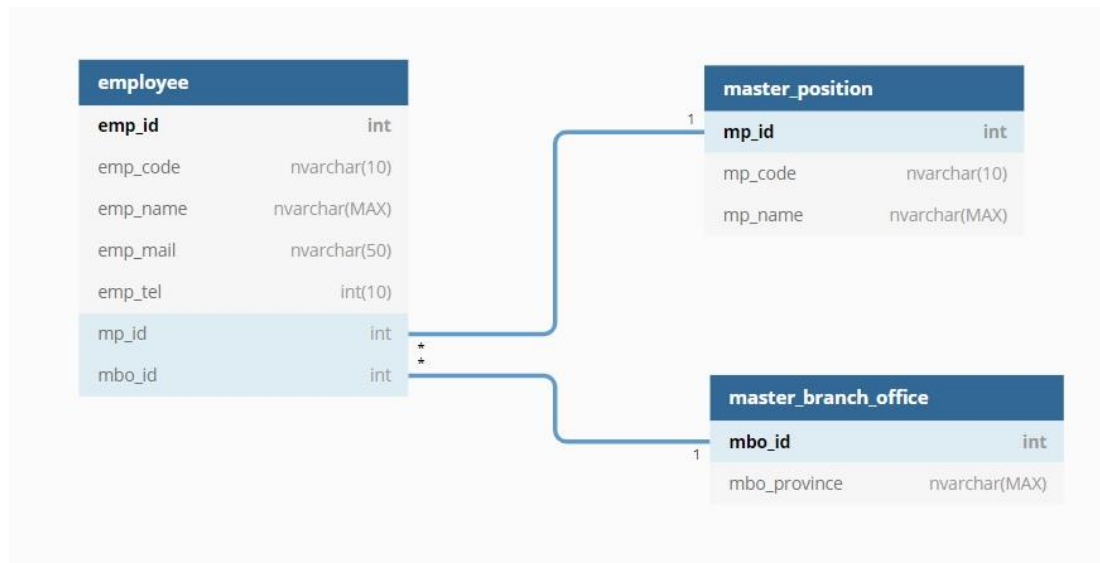 employee
emp_id int
emp_code nvarchar(10)
emp_name nvarchar(MAX)
emp_mail nvarchar(50)
emp_tel int(10)
mp_id int
*
*
mbo_id int
master_position
1
mp_id int
mp_code nvarchar(10)
mp_name nvarchar(MAX)
master_branch_office
mbo_id int
1
mbo_province nvarchar(MAX)